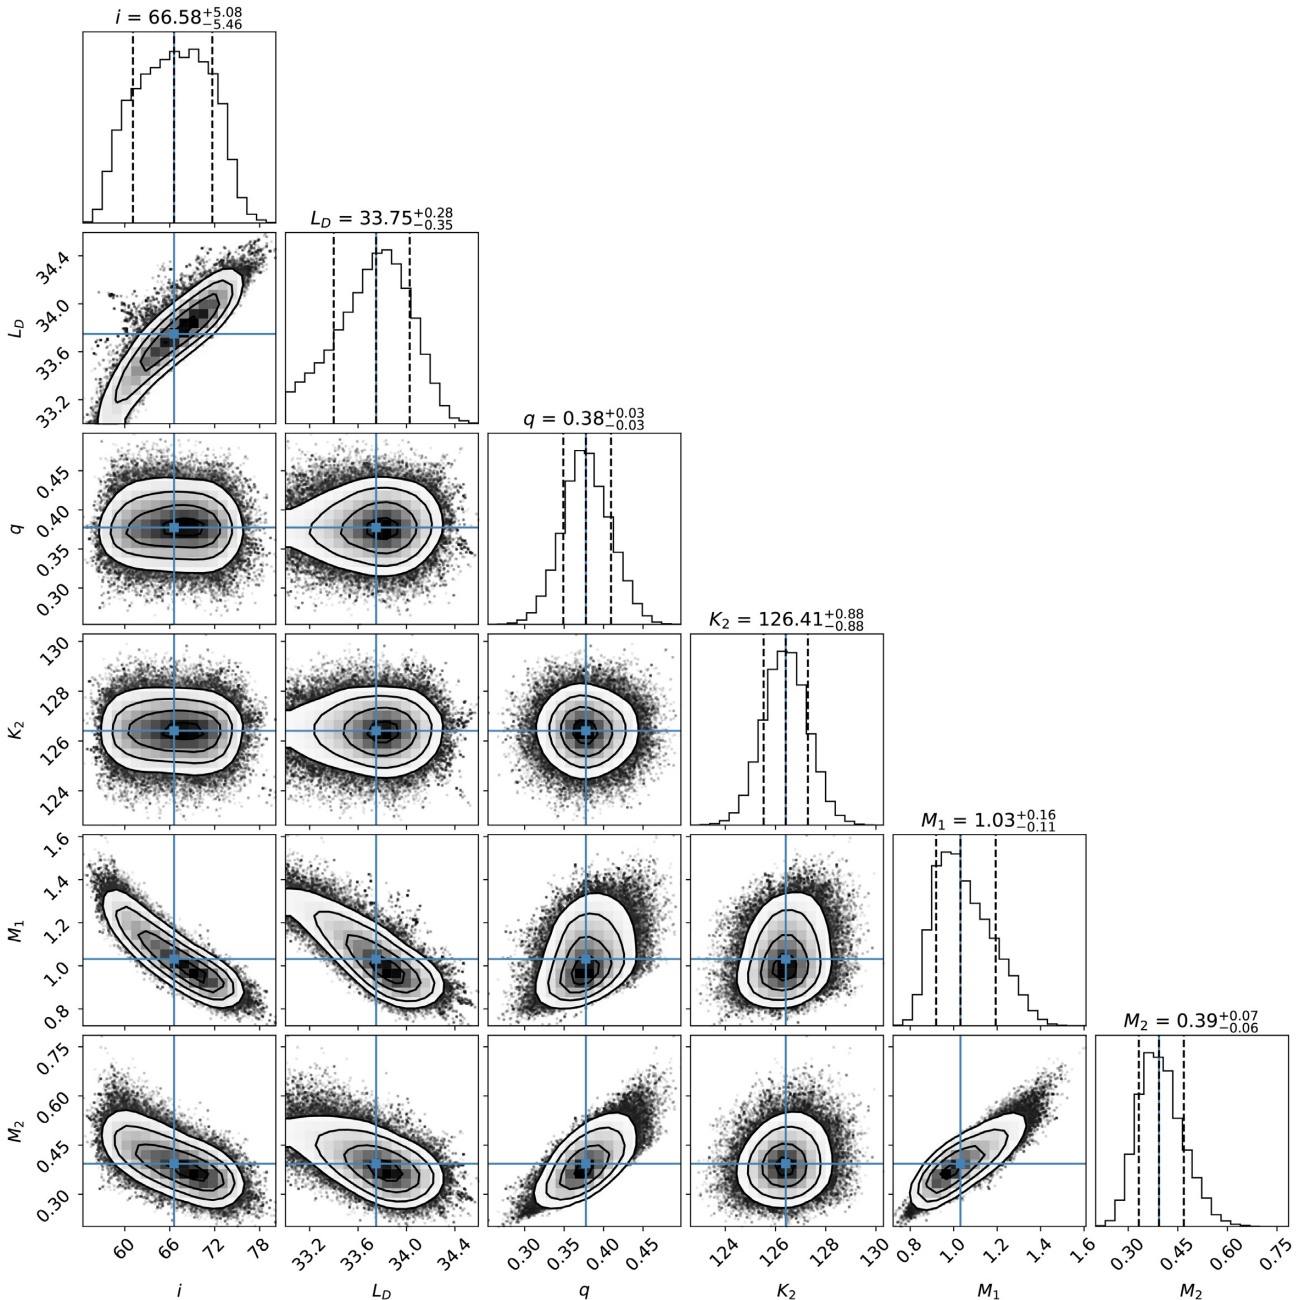 i = 66.58+5.08−5.46
L_D = 33.75+0.28−0.35
34.4
34.0
33.6
33.2
L_D
q = 0.38+0.03−0.03
0.45
0.40
0.35
0.30
q
K_2 = 126.41+0.88−0.88
130
128
126
124
K_2
M_1 = 1.03+0.16−0.11
1.6
1.4
1.2
1.0
0.8
M_1
M_2 = 0.39+0.07−0.06
0.75
0.60
0.45
0.30
M_2
60 66 72 78 33.2 33.6 34.0 34.4 0.30 0.35 0.40 0.45 124 126 128 130 0.8 1.0 1.2 1.4 1.6 0.30 0.45 0.60 0.75
i L_D q K_2 M_1 M_2